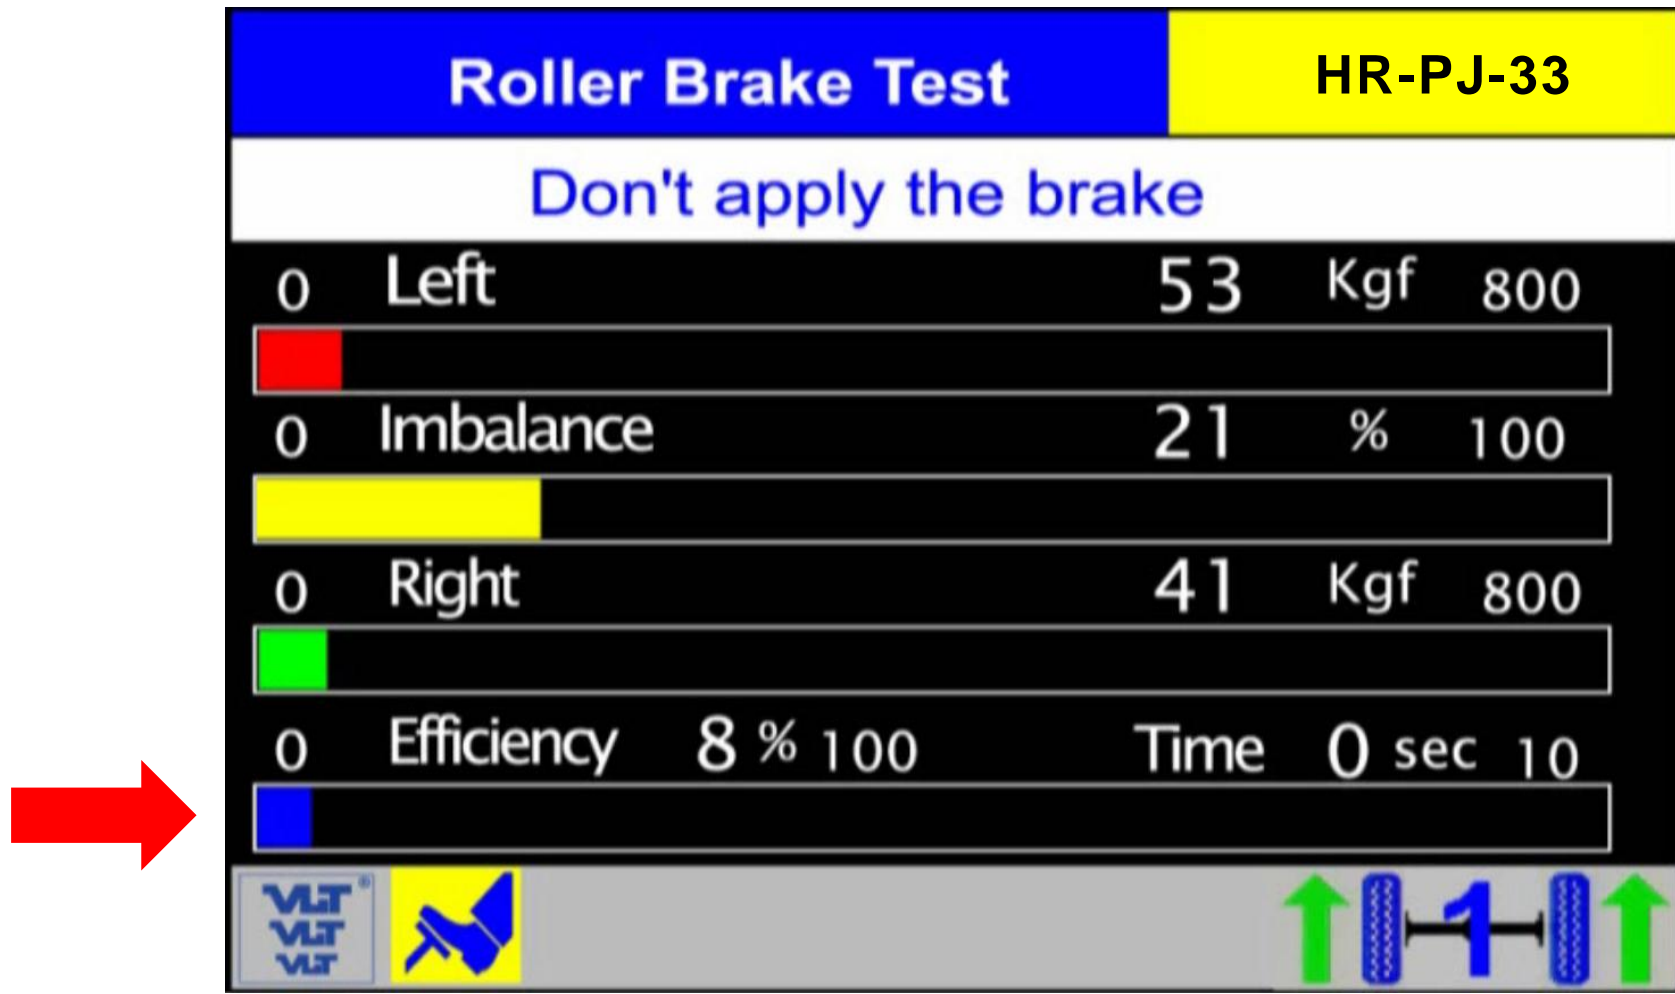 Roller Brake Test HR-PJ-33
Don't apply the brake
0 Left 53 Kgf 800
0 Imbalance 21 % 100
0 Right 41 Kgf 800
0 Efficiency 8 % 100 Time 0 sec 10
VLT ®
VLT
VLT
1